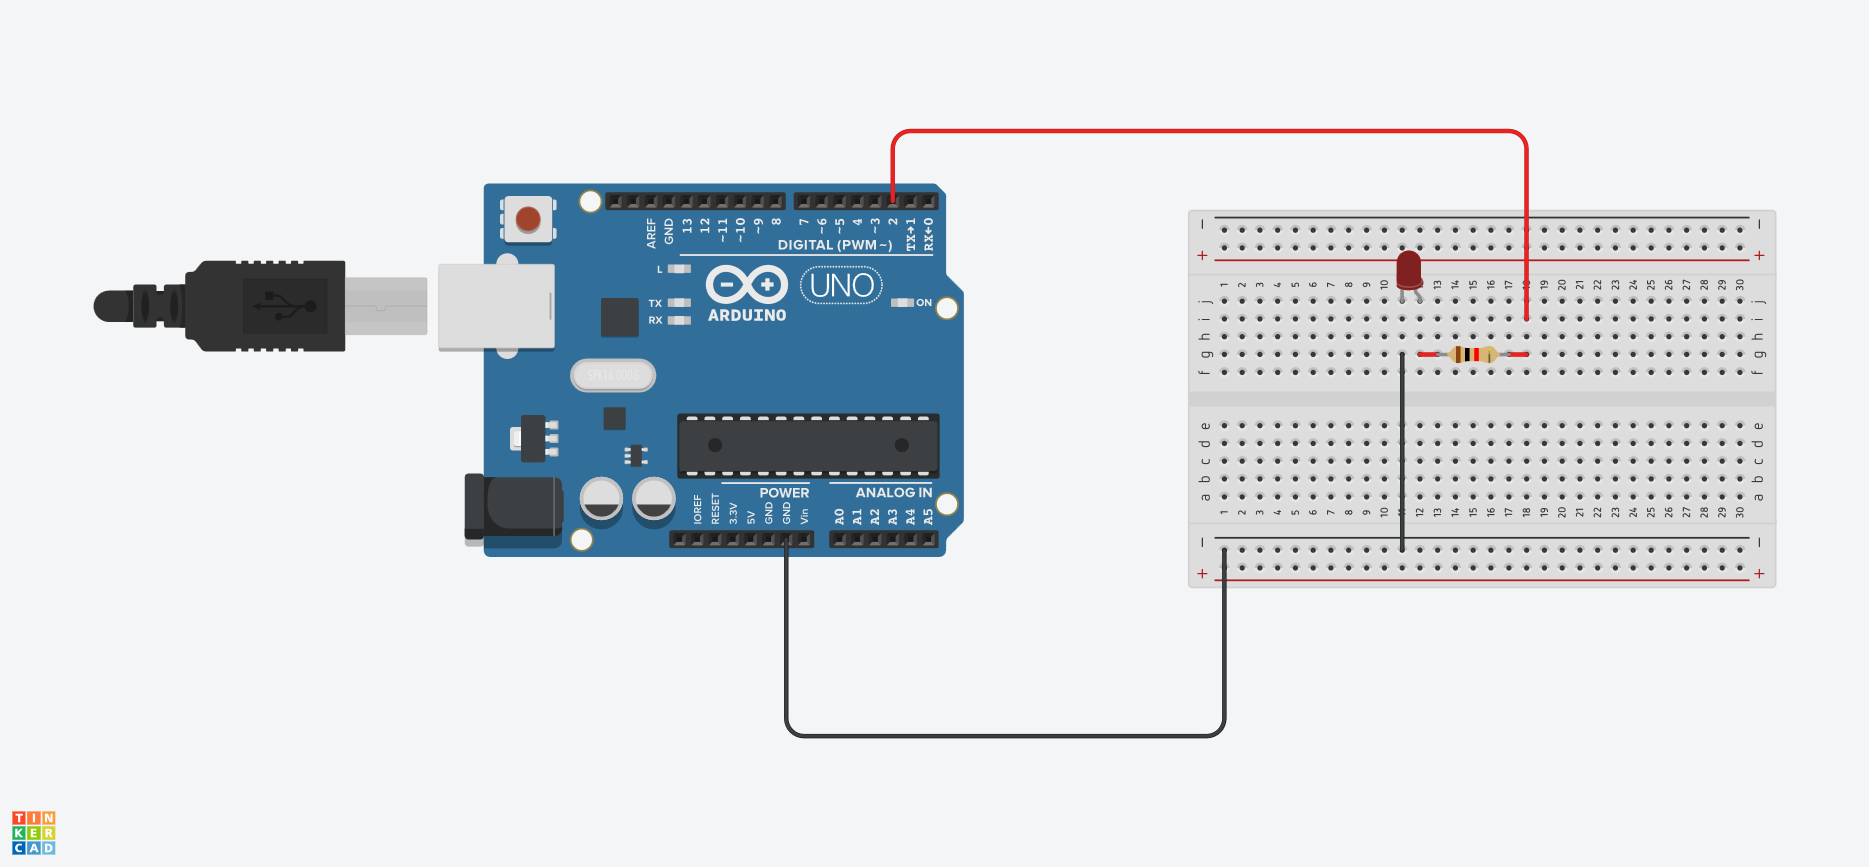 AREF
GND
13
12
~11
~10
~9
8
7
~6
~5
4
~3
2
TX→1
RX←0
DIGITAL (PWM ~)
L
TX
RX
UNO
ON
ARDUINO
SPK16.000G
POWER
ANALOG IN
IOREF
RESET
3.3V
5V
GND
GND
Vin
A0
A1
A2
A3
A4
A5
− −
+ +
1 2 3 4 5 6 7 8 9 10 13 14 15 16 17 18 19 20 21 22 23 24 25 26 27 28 29 30
j j
i i
h h
g g
f f
e e
d d
c c
b b
a a
1 2 3 4 5 6 7 8 9 10 11 12 13 14 15 16 17 18 19 20 21 22 23 24 25 26 27 28 29 30
− −
+ +
TIN
KER
CAD